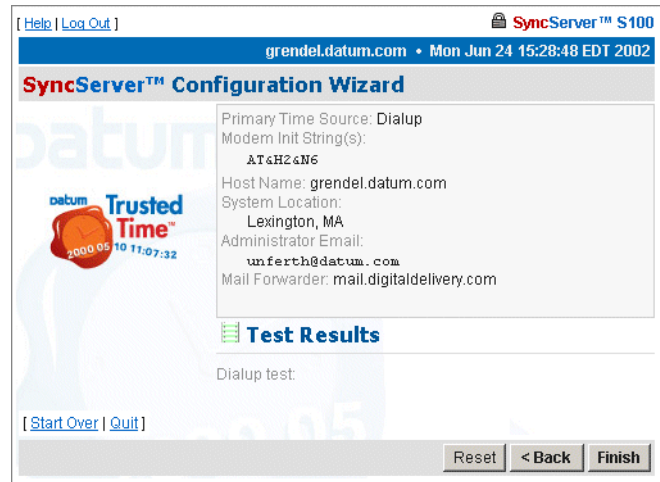 [ Help | Log Out ]
SyncServer™ S100
grendel.datum.com • Mon Jun 24 15:28:48 EDT 2002
SyncServer™ Configuration Wizard
Primary Time Source: Dialup
Modem Init String(s):
AT&H2&N6
Host Name: grendel.datum.com
System Location:
Lexington, MA
Administrator Email:
unferth@datum.com
Mail Forwarder: mail.digitaldelivery.com
Datum
Datum Trusted
Time™
2000 05 10 11:07:32
Test Results
Dialup test:
[ Start Over | Quit ]
Reset
< Back
Finish